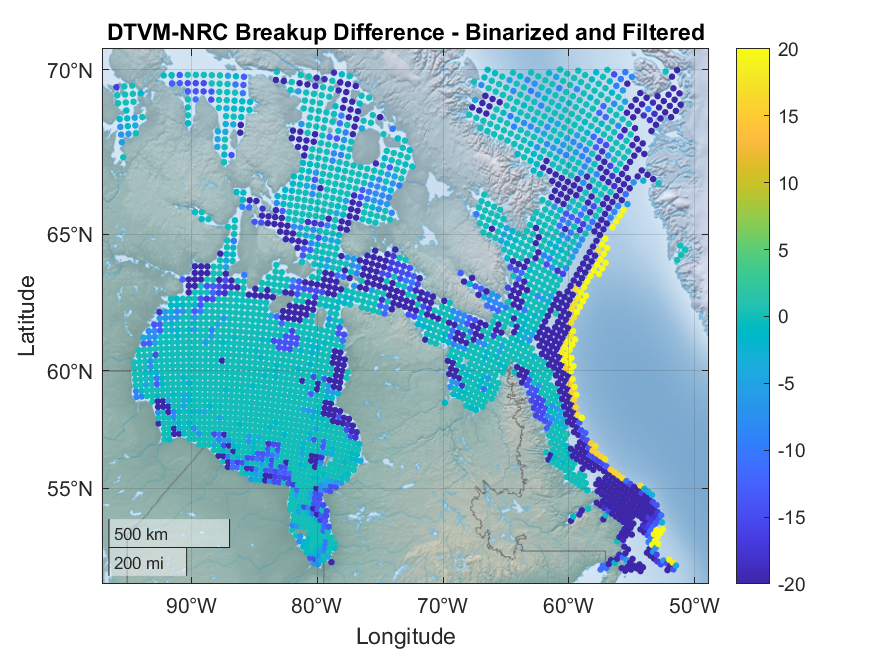 DTVM-NRC Breakup Difference - Binarized and Filtered
70°N
65°N
60°N
55°N
Latitude
500 km
200 mi
90°W
80°W
70°W
60°W
50°W
Longitude
20
15
10
5
0
-5
-10
-15
-20